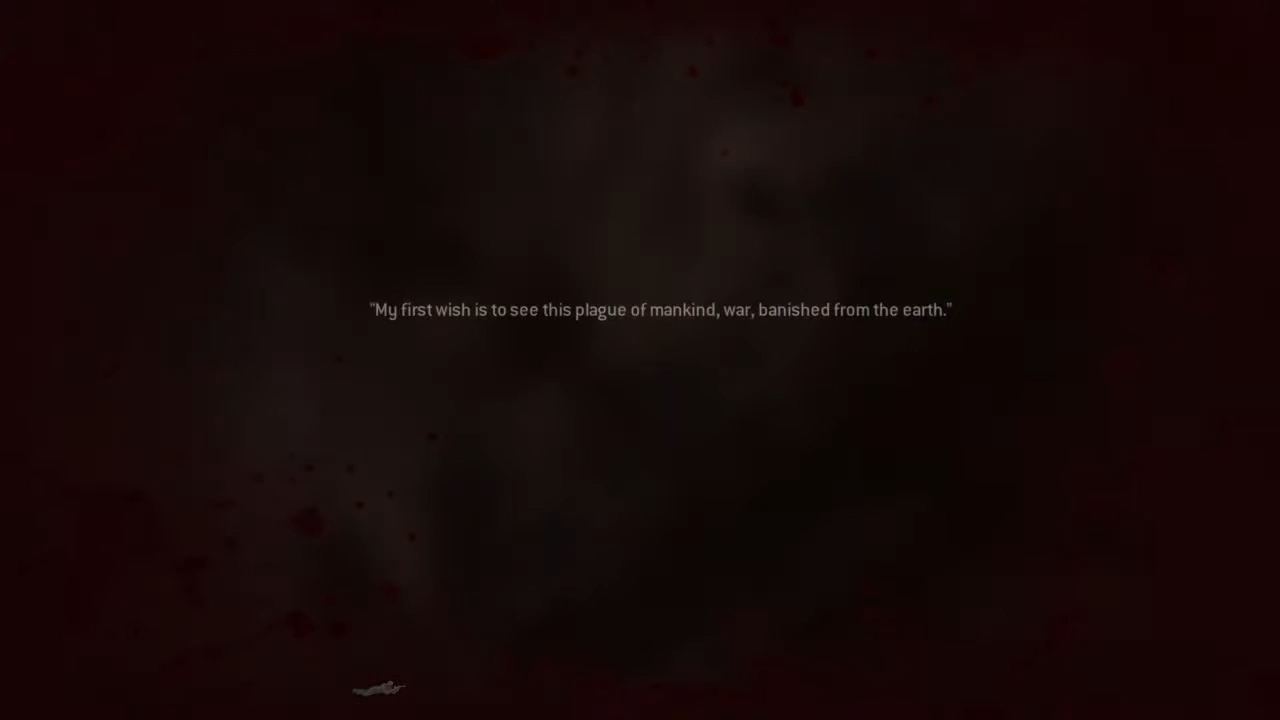 "My first wish is to see this plague of mankind, war, banished from the earth."